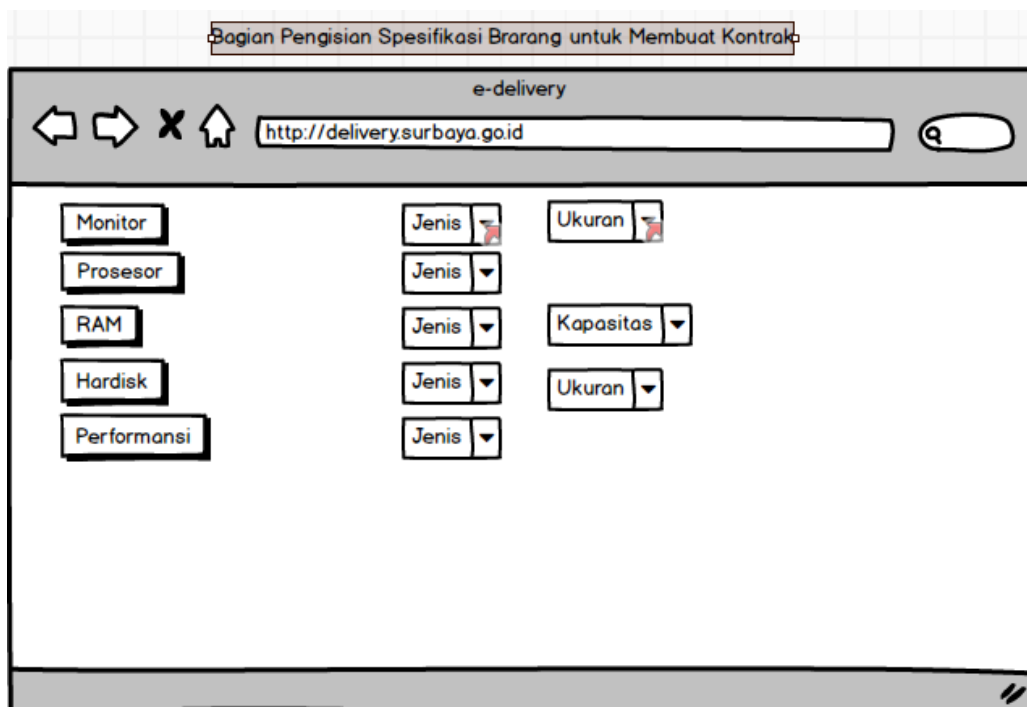 Bagian Pengisian Spesifikasi Brarang untuk Membuat Kontrak
e-delivery
http://delivery.surbaya.go.id
Monitor Jenis Ukuran
Prosesor Jenis
RAM Jenis Kapasitas
Hardisk Jenis Ukuran
Performansi Jenis